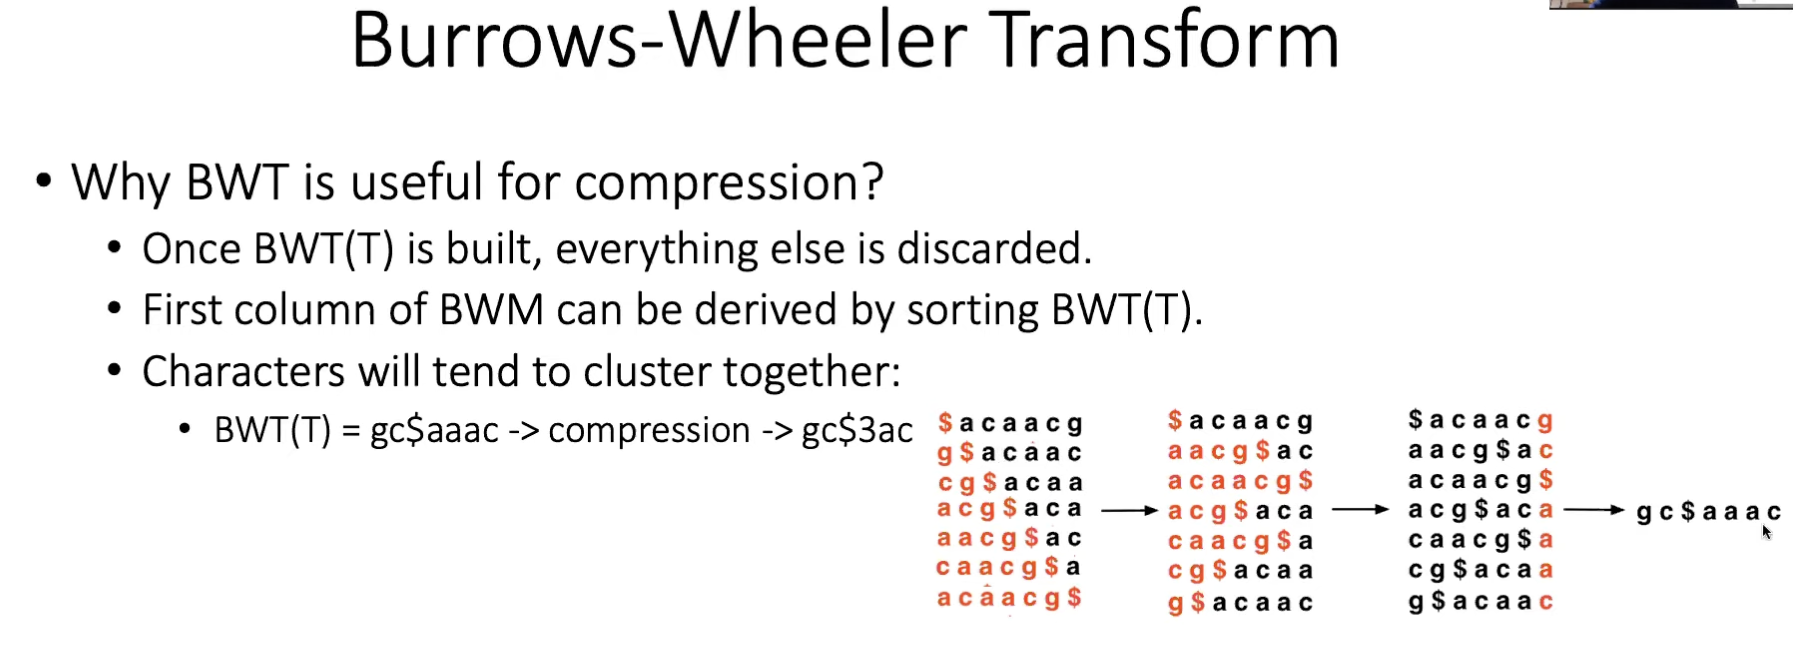 Burrows-Wheeler Transform
• Why BWT is useful for compression?
• Once BWT(T) is built, everything else is discarded.
• First column of BWM can be derived by sorting BWT(T).
• Characters will tend to cluster together:
• BWT(T) = gc$aaac -> compression -> gc$3ac
$acaacg
g$acaac
cg$acaa
acg$aca
aacg$ac
caacg$a
acaacg$
$acaacg
aacg$ac
acaacg$
acg$aca
caacg$a
cg$acaa
g$acaac
$acaacg
aacg$ac
acaacg$
acg$aca
caacg$a
cg$acaa
g$acaac
gc$aaac